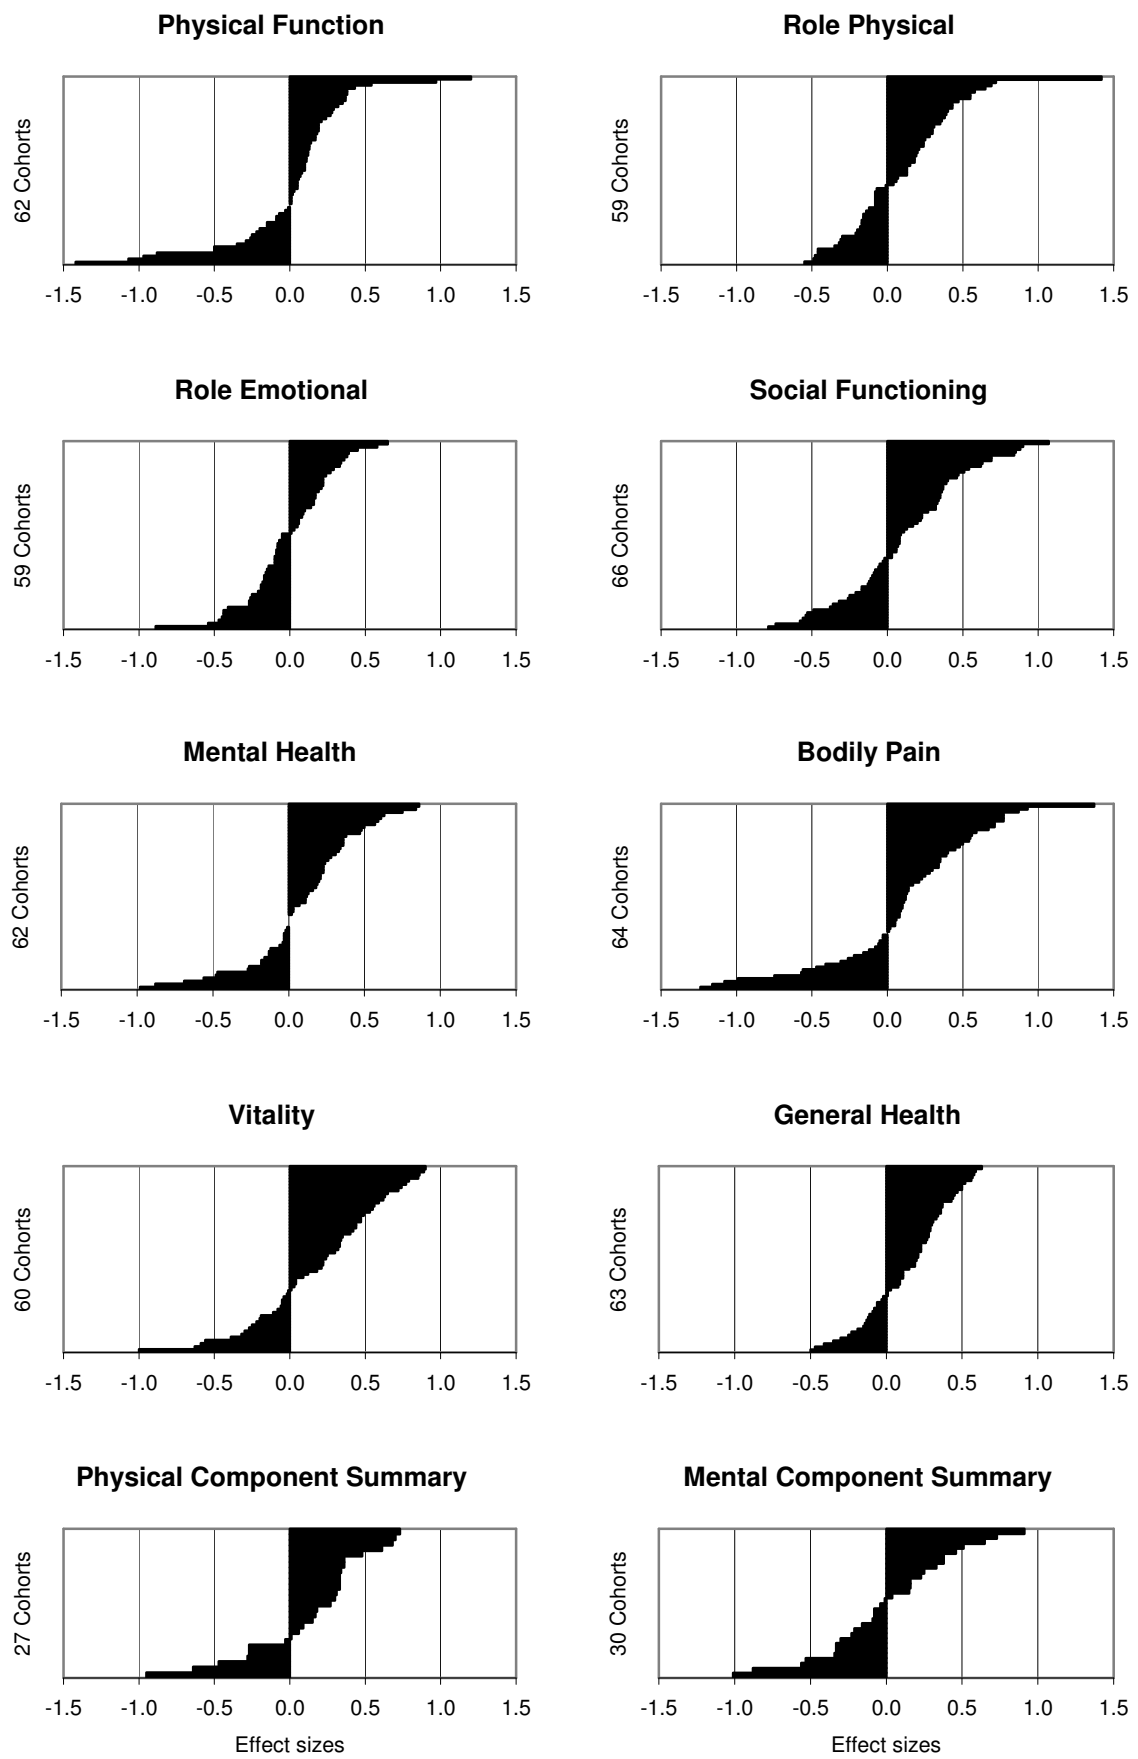 Physical Function
Role Physical
62 Cohorts
59 Cohorts
-1.5 -1.0 -0.5 0.0 0.5 1.0 1.5
-1.5 -1.0 -0.5 0.0 0.5 1.0 1.5
Role Emotional
Social Functioning
59 Cohorts
66 Cohorts
-1.5 -1.0 -0.5 0.0 0.5 1.0 1.5
-1.5 -1.0 -0.5 0.0 0.5 1.0 1.5
Mental Health
Bodily Pain
62 Cohorts
64 Cohorts
-1.5 -1.0 -0.5 0.0 0.5 1.0 1.5
-1.5 -1.0 -0.5 0.0 0.5 1.0 1.5
Vitality
General Health
60 Cohorts
63 Cohorts
-1.5 -1.0 -0.5 0.0 0.5 1.0 1.5
-1.5 -1.0 -0.5 0.0 0.5 1.0 1.5
Physical Component Summary
Mental Component Summary
27 Cohorts
30 Cohorts
-1.5 -1.0 -0.5 0.0 0.5 1.0 1.5
-1.5 -1.0 -0.5 0.0 0.5 1.0 1.5
Effect sizes
Effect sizes